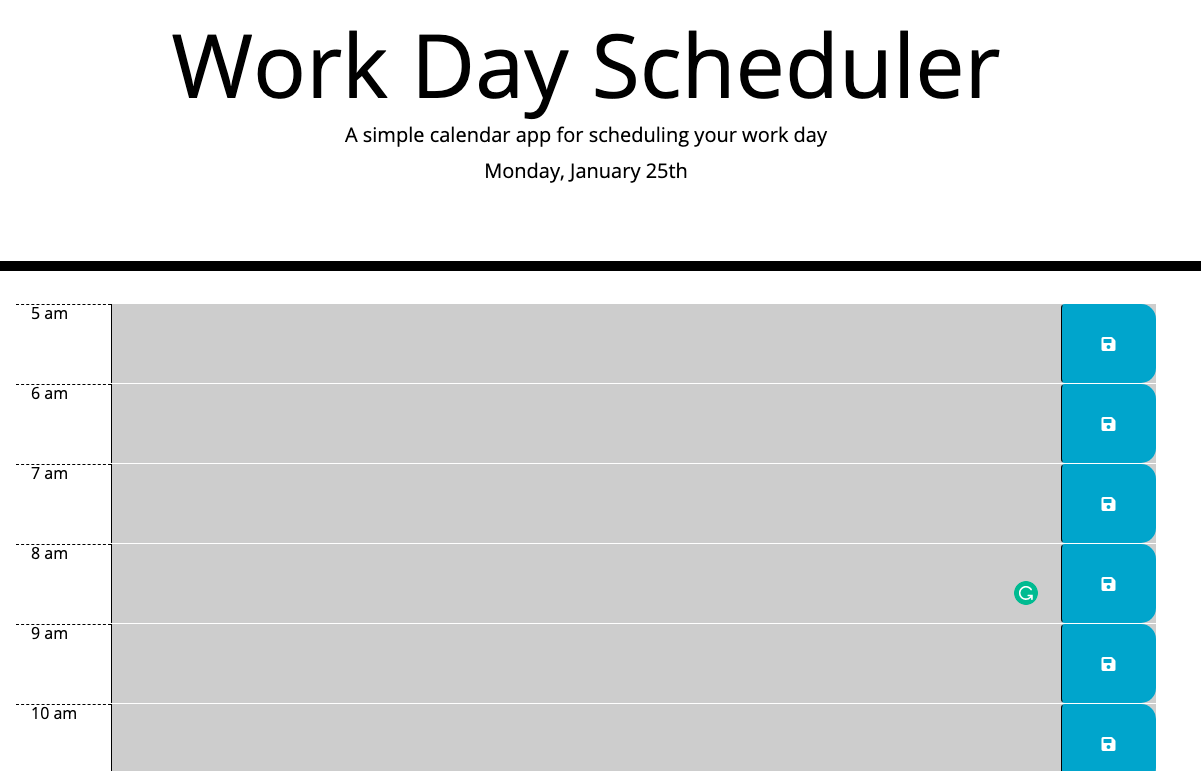 Work Day Scheduler
A simple calendar app for scheduling your work day
Monday, January 25th
5 am
6 am
7 am
8 am
9 am
10 am